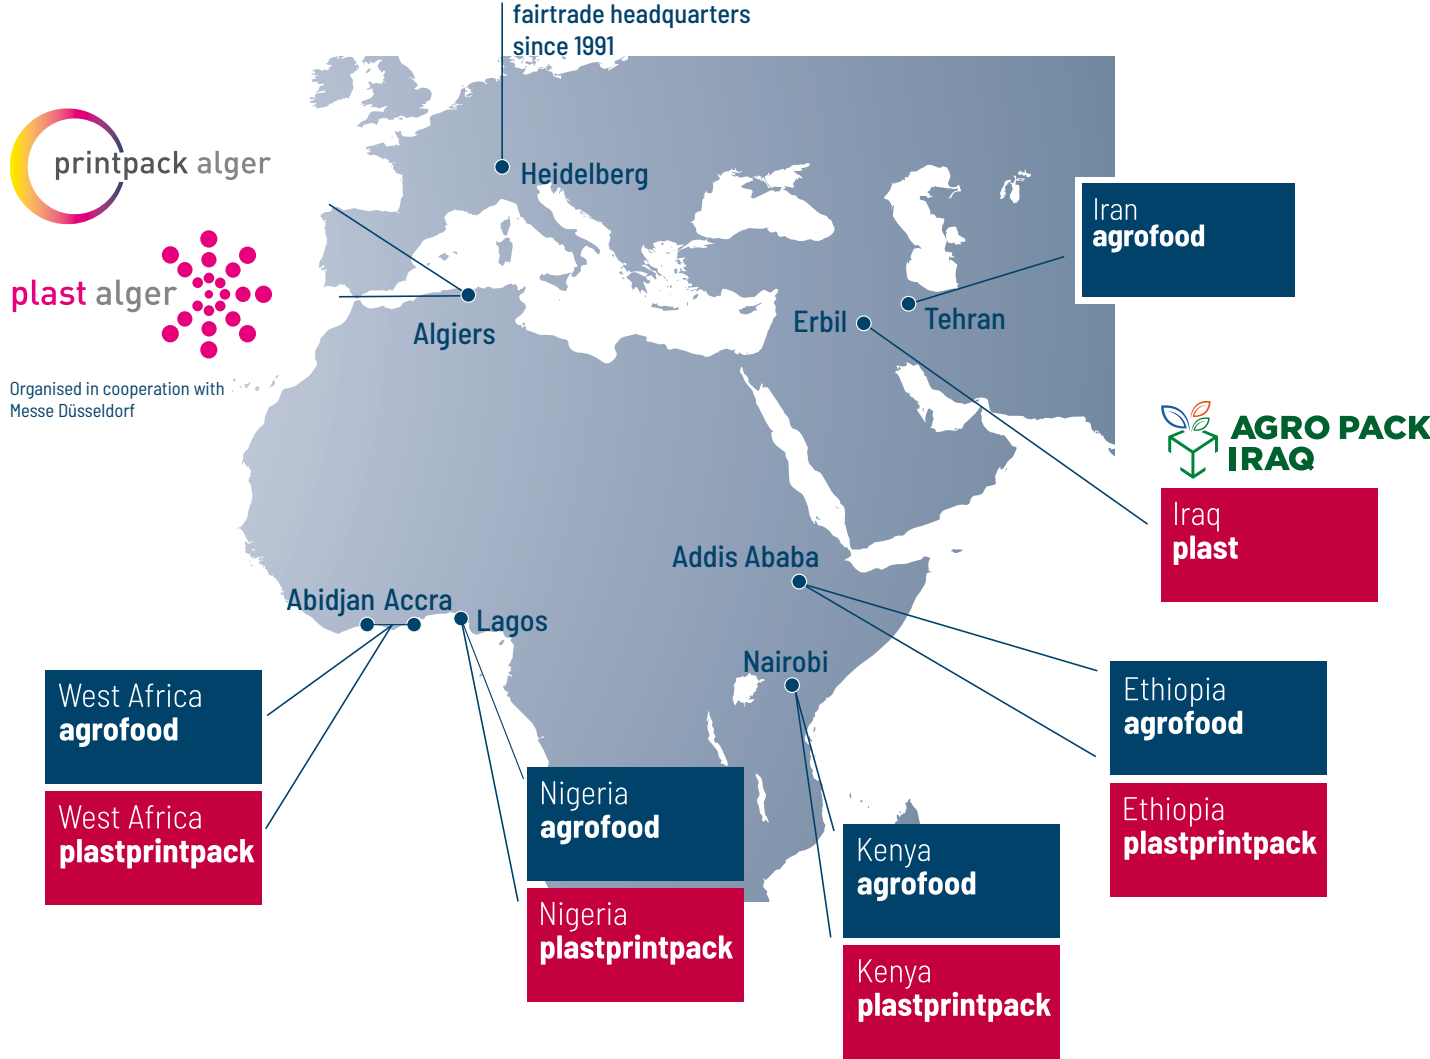 fairtrade headquarters
since 1991
printpack alger
Heidelberg
Iran
agrofood
plast alger
Algiers
Erbil
Tehran
Organised in cooperation with
Messe Düsseldorf
AGRO PACK
IRAQ
Iraq
plast
Addis Ababa
Abidjan Accra
Lagos
Nairobi
West Africa
agrofood
Ethiopia
agrofood
Nigeria
agrofood
West Africa
plastprintpack
Ethiopia
plastprintpack
Kenya
agrofood
Nigeria
plastprintpack
Kenya
plastprintpack